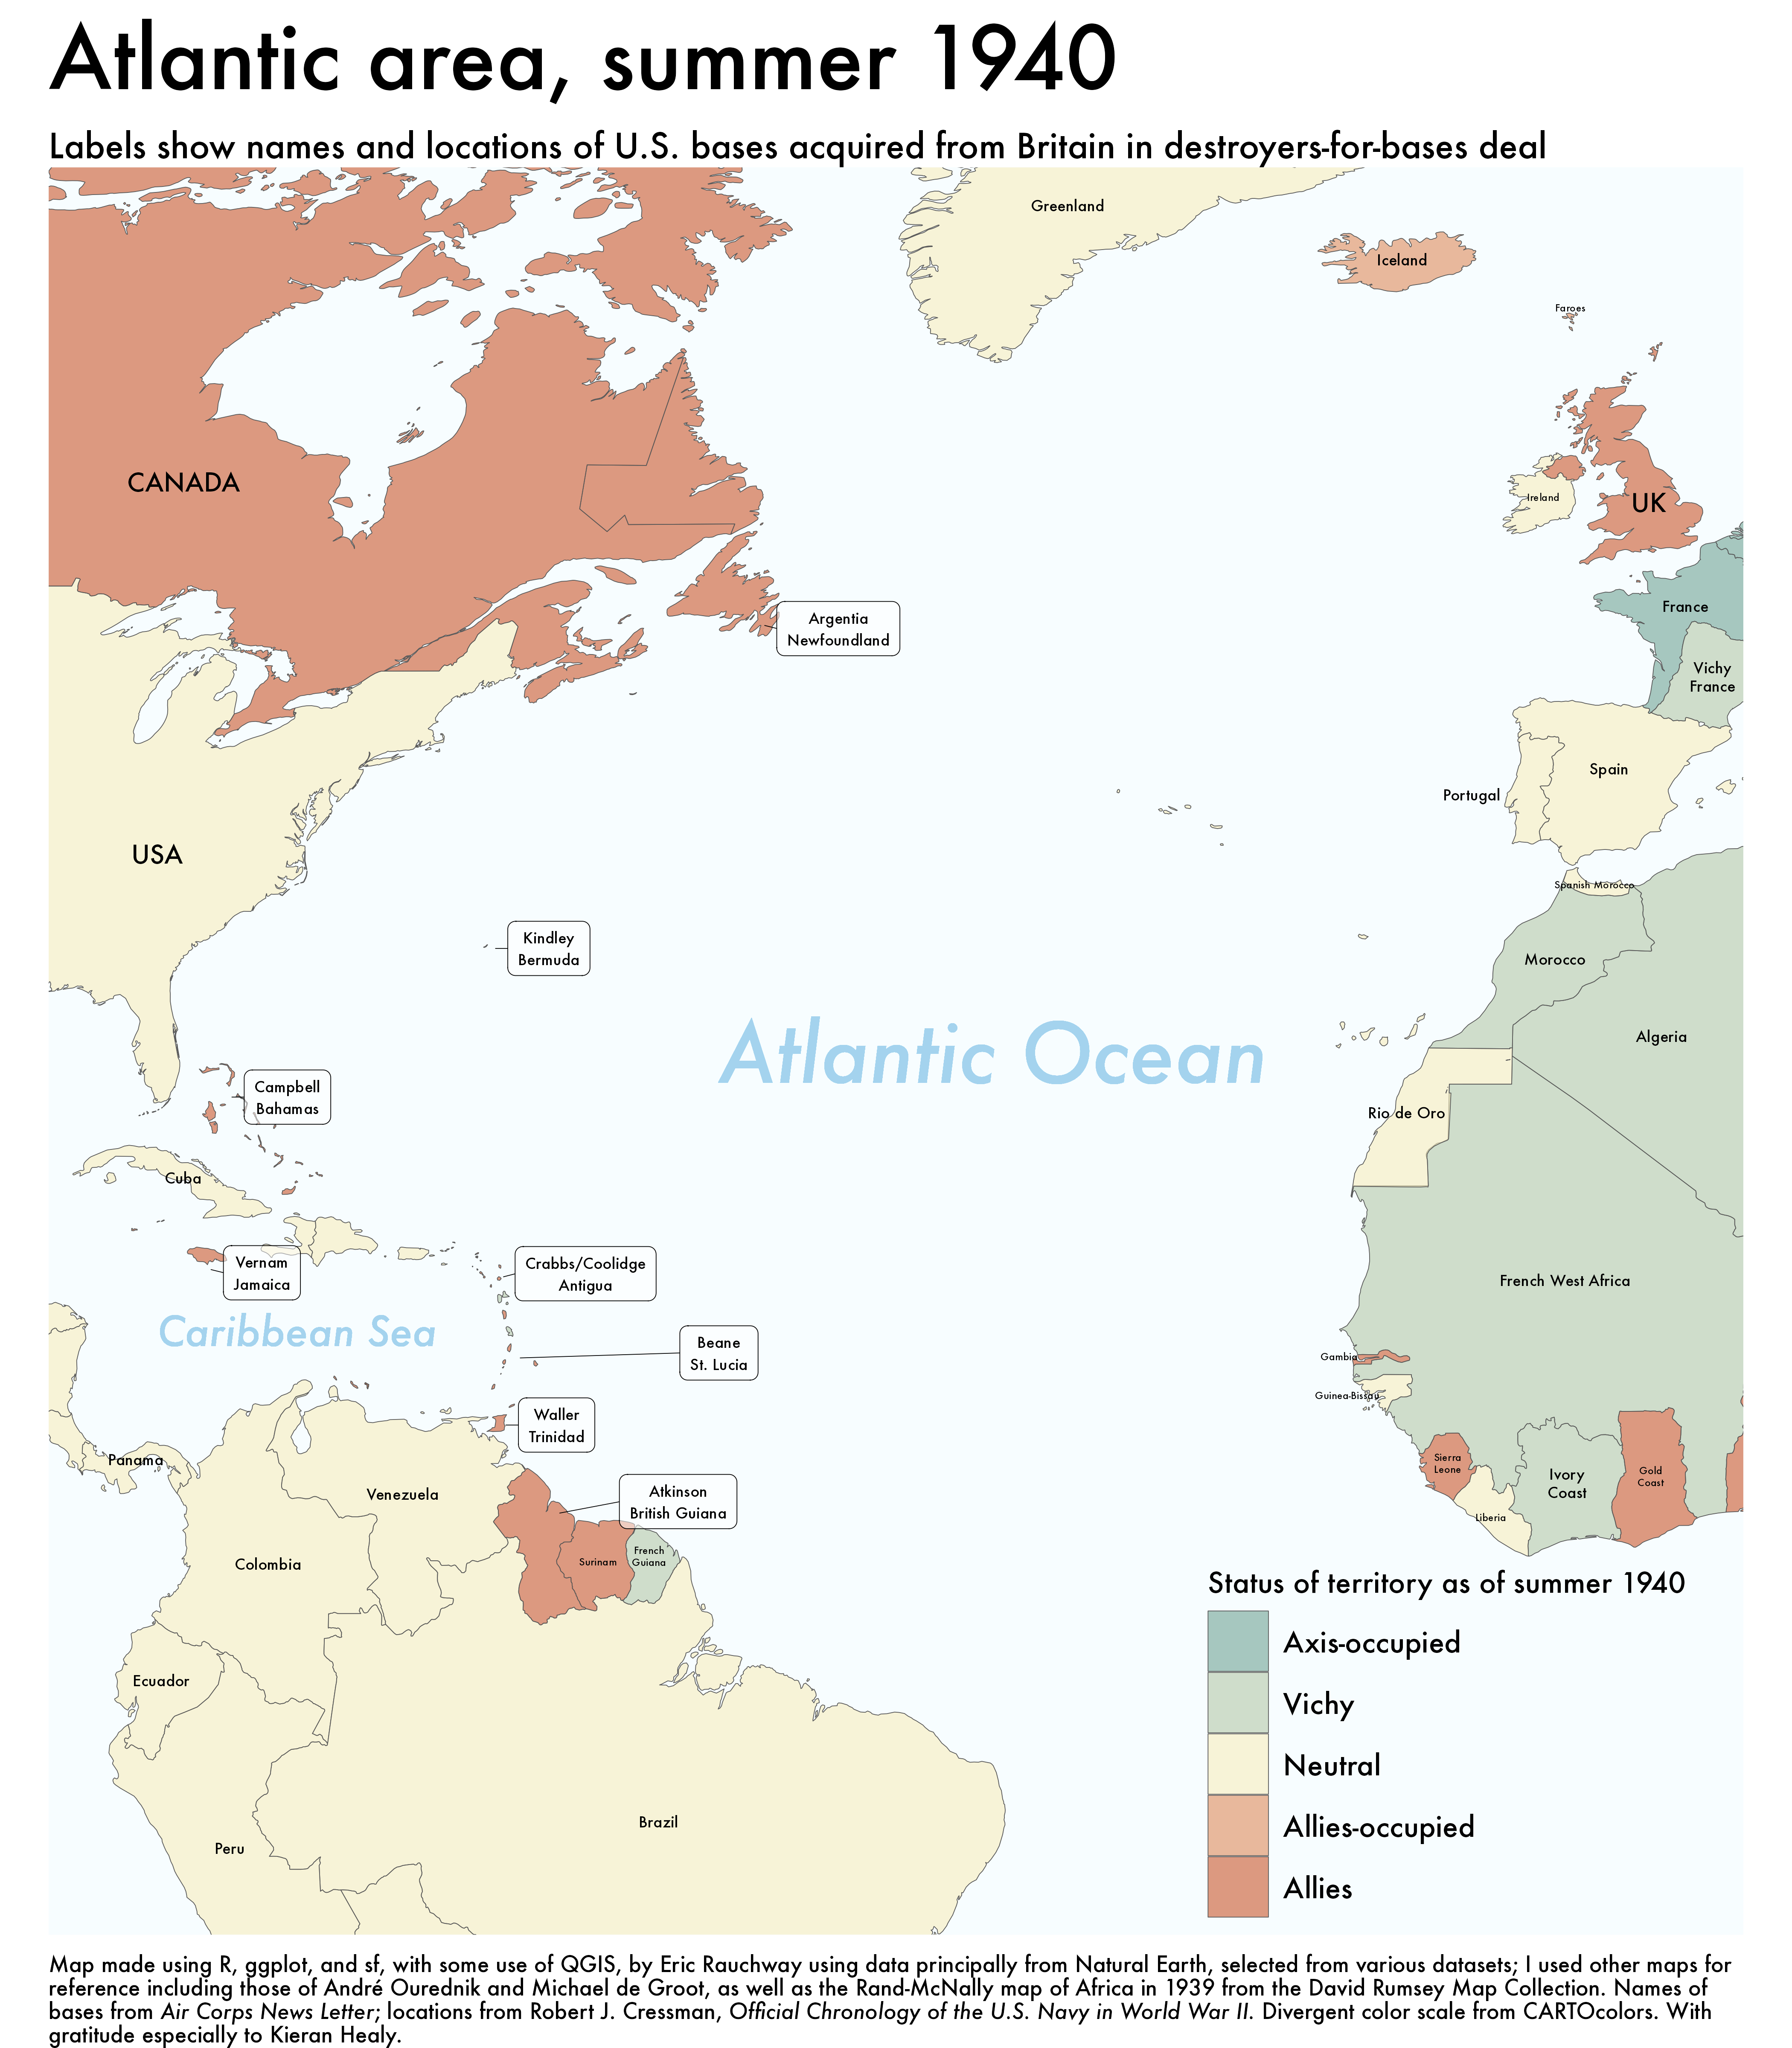 Atlantic area, summer 1940
Labels show names and locations of U.S. bases acquired from Britain in destroyers-for-bases deal
Greenland
Iceland
Faroes
CANADA
Ireland
UK
France
Argentia
Newfoundland
Vichy
France
Spain
Portugal
USA
Spanish Morocco
Kindley
Bermuda
Morocco
Algeria
Atlantic Ocean
Campbell
Bahamas
Rio de Oro
Cuba
Vernam
Jamaica
Crabbs/Coolidge
Antigua
French West Africa
Caribbean Sea
Beane
St. Lucia
Gambia
Guinea-Bissau
Waller
Trinidad
Panama
Sierra
Leone
Ivory
Coast
Gold
Coast
Venezuela
Atkinson
British Guiana
Liberia
Colombia
Surinam
French
Guiana
Status of territory as of summer 1940
Axis-occupied
Vichy
Neutral
Allies-occupied
Allies
Ecuador
Brazil
Peru
Map made using R, ggplot, and sf, with some use of QGIS, by Eric Rauchway using data principally from Natural Earth, selected from various datasets; I used other maps for
reference including those of André Ourednik and Michael de Groot, as well as the Rand-McNally map of Africa in 1939 from the David Rumsey Map Collection. Names of
bases from Air Corps News Letter; locations from Robert J. Cressman, Official Chronology of the U.S. Navy in World War II. Divergent color scale from CARTOcolors. With
gratitude especially to Kieran Healy.